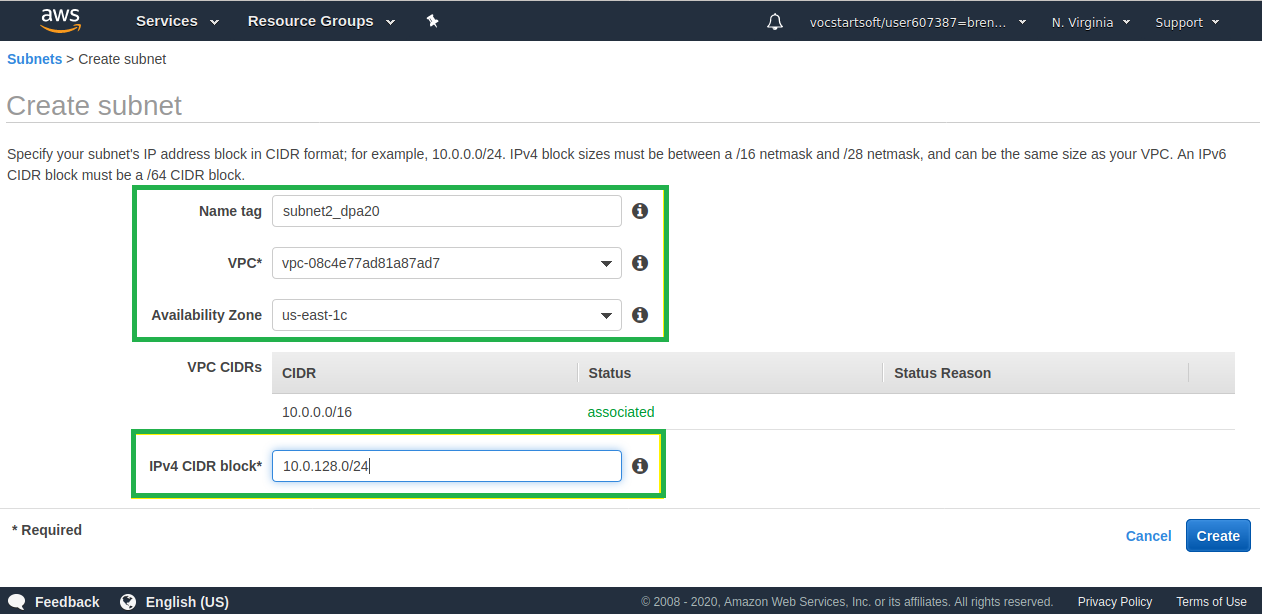 aws Services Resource Groups vocstartsoft/user607387=bren... N. Virginia Support
Subnets > Create subnet
Create subnet
Specify your subnet's IP address block in CIDR format; for example, 10.0.0.0/24. IPv4 block sizes must be between a /16 netmask and /28 netmask, and can be the same size as your VPC. An IPv6
CIDR block must be a /64 CIDR block.
Name tag subnet2_dpa20
VPC* vpc-08c4e77ad81a87ad7
Availability Zone us-east-1c
VPC CIDRs CIDR Status Status Reason
10.0.0.0/16 associated
IPv4 CIDR block* 10.0.128.0/24
* Required
Cancel Create
Feedback English (US) © 2008 - 2020, Amazon Web Services, Inc. or its affiliates. All rights reserved. Privacy Policy Terms of Use